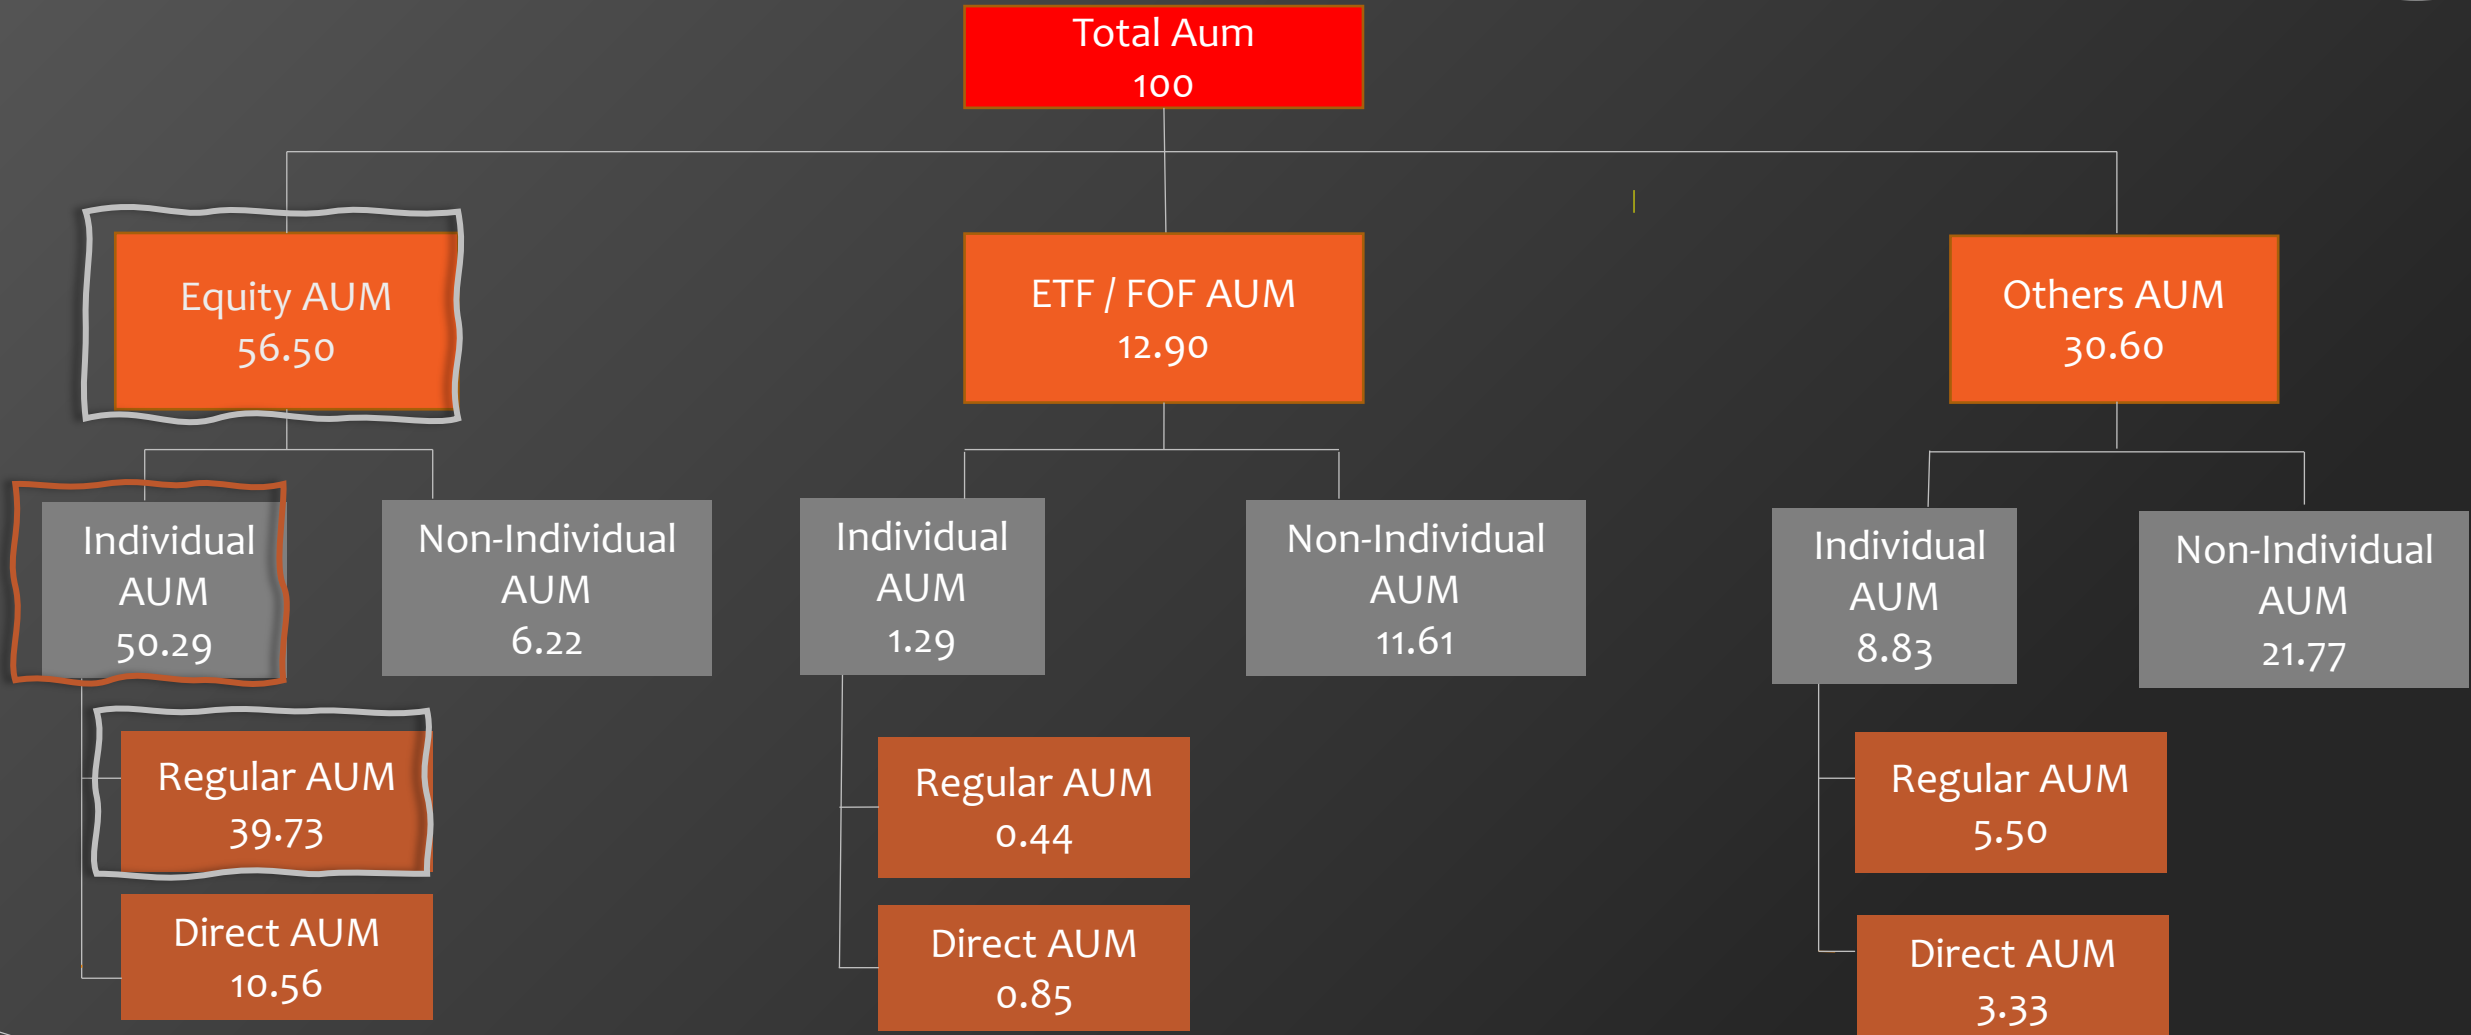 Total Aum
100
Equity AUM
56.50
ETF / FOF AUM
12.90
Others AUM
30.60
Individual
AUM
50.29
Non-Individual
AUM
6.22
Individual
AUM
1.29
Non-Individual
AUM
11.61
Individual
AUM
8.83
Non-Individual
AUM
21.77
Regular AUM
39.73
Regular AUM
0.44
Regular AUM
5.50
Direct AUM
10.56
Direct AUM
0.85
Direct AUM
3.33